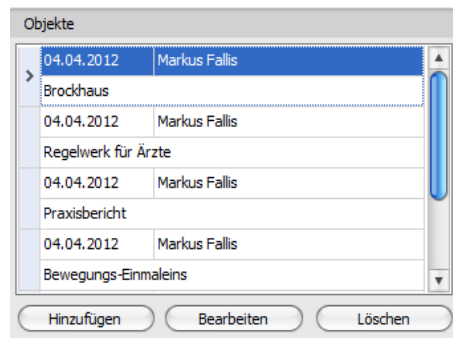 Objekte
04.04.2012 Markus Fallis
Brockhaus
04.04.2012 Markus Fallis
Regelwerk für Ärzte
04.04.2012 Markus Fallis
Praxisbericht
04.04.2012 Markus Fallis
Bewegungs-Einmaleins
Hinzufügen Bearbeiten Löschen